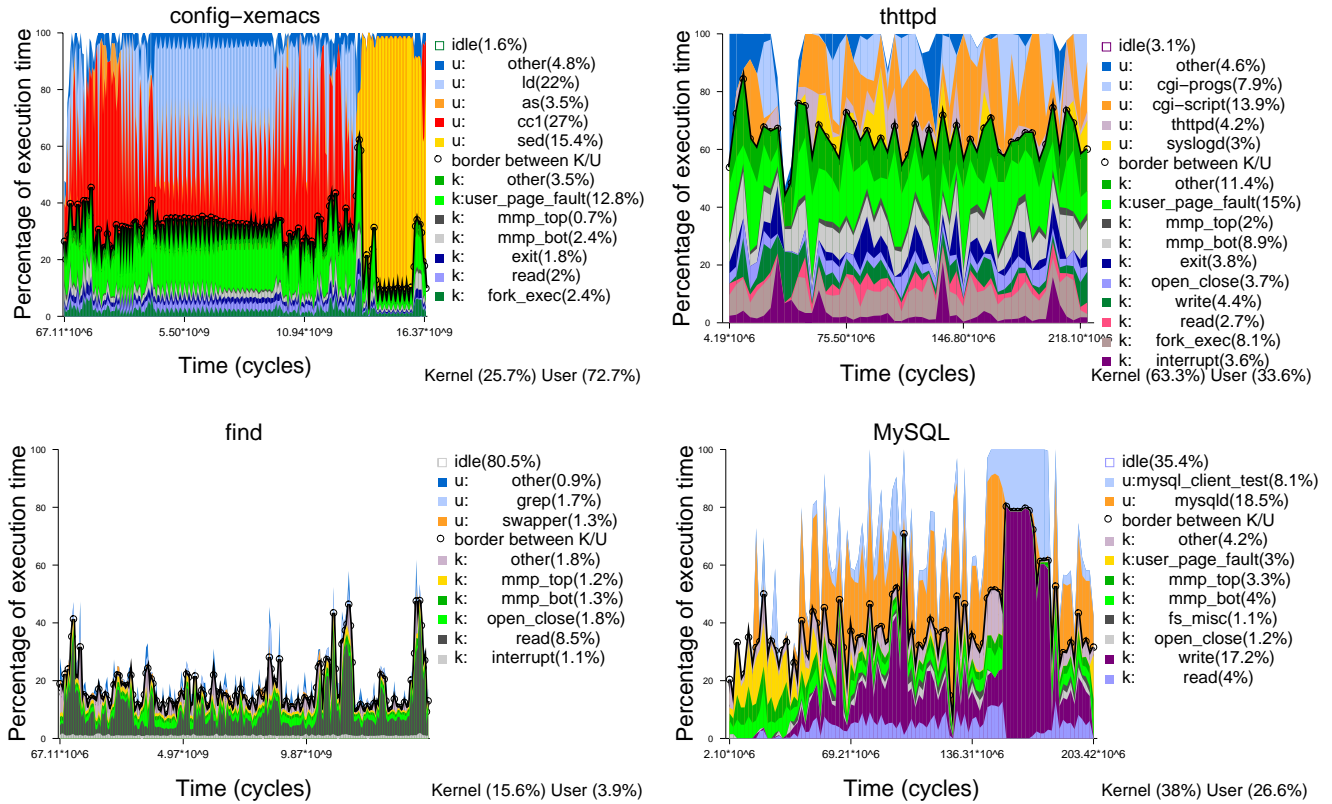 config−xemacs
Percentage of execution time
100
80
60
40
20
0
67.11*10^6
5.50*10^9
10.94*10^9
16.37*10^9
Time (cycles)
idle(1.6%)
u: other(4.8%)
u: ld(22%)
u: as(3.5%)
u: cc1(27%)
u: sed(15.4%)
border between K/U
k: other(3.5%)
k:user_page_fault(12.8%)
k: mmp_top(0.7%)
k: mmp_bot(2.4%)
k: exit(1.8%)
k: read(2%)
k: fork_exec(2.4%)
Kernel (25.7%) User (72.7%)
thttpd
Percentage of execution time
100
80
60
40
20
0
4.19*10^6
75.50*10^6
146.80*10^6
218.10*10^6
Time (cycles)
idle(3.1%)
u: other(4.6%)
u: cgi−progs(7.9%)
u: cgi−script(13.9%)
u: thttpd(4.2%)
u: syslogd(3%)
border between K/U
k: other(11.4%)
k:user_page_fault(15%)
k: mmp_top(2%)
k: mmp_bot(8.9%)
k: exit(3.8%)
k: open_close(3.7%)
k: write(4.4%)
k: read(2.7%)
k: fork_exec(8.1%)
k: interrupt(3.6%)
Kernel (63.3%) User (33.6%)
find
Percentage of execution time
100
80
60
40
20
0
67.11*10^6
4.97*10^9
9.87*10^9
Time (cycles)
idle(80.5%)
u: other(0.9%)
u: grep(1.7%)
u: swapper(1.3%)
border between K/U
k: other(1.8%)
k: mmp_top(1.2%)
k: mmp_bot(1.3%)
k: open_close(1.8%)
k: read(8.5%)
k: interrupt(1.1%)
Kernel (15.6%) User (3.9%)
MySQL
Percentage of execution time
100
80
60
40
20
0
2.10*10^6
69.21*10^6
136.31*10^6
203.42*10^6
Time (cycles)
idle(35.4%)
u:mysql_client_test(8.1%)
u: mysqld(18.5%)
border between K/U
k: other(4.2%)
k:user_page_fault(3%)
k: mmp_top(3.3%)
k: mmp_bot(4%)
k: fs_misc(1.1%)
k: open_close(1.2%)
k: write(17.2%)
k: read(4%)
Kernel (38%) User (26.6%)